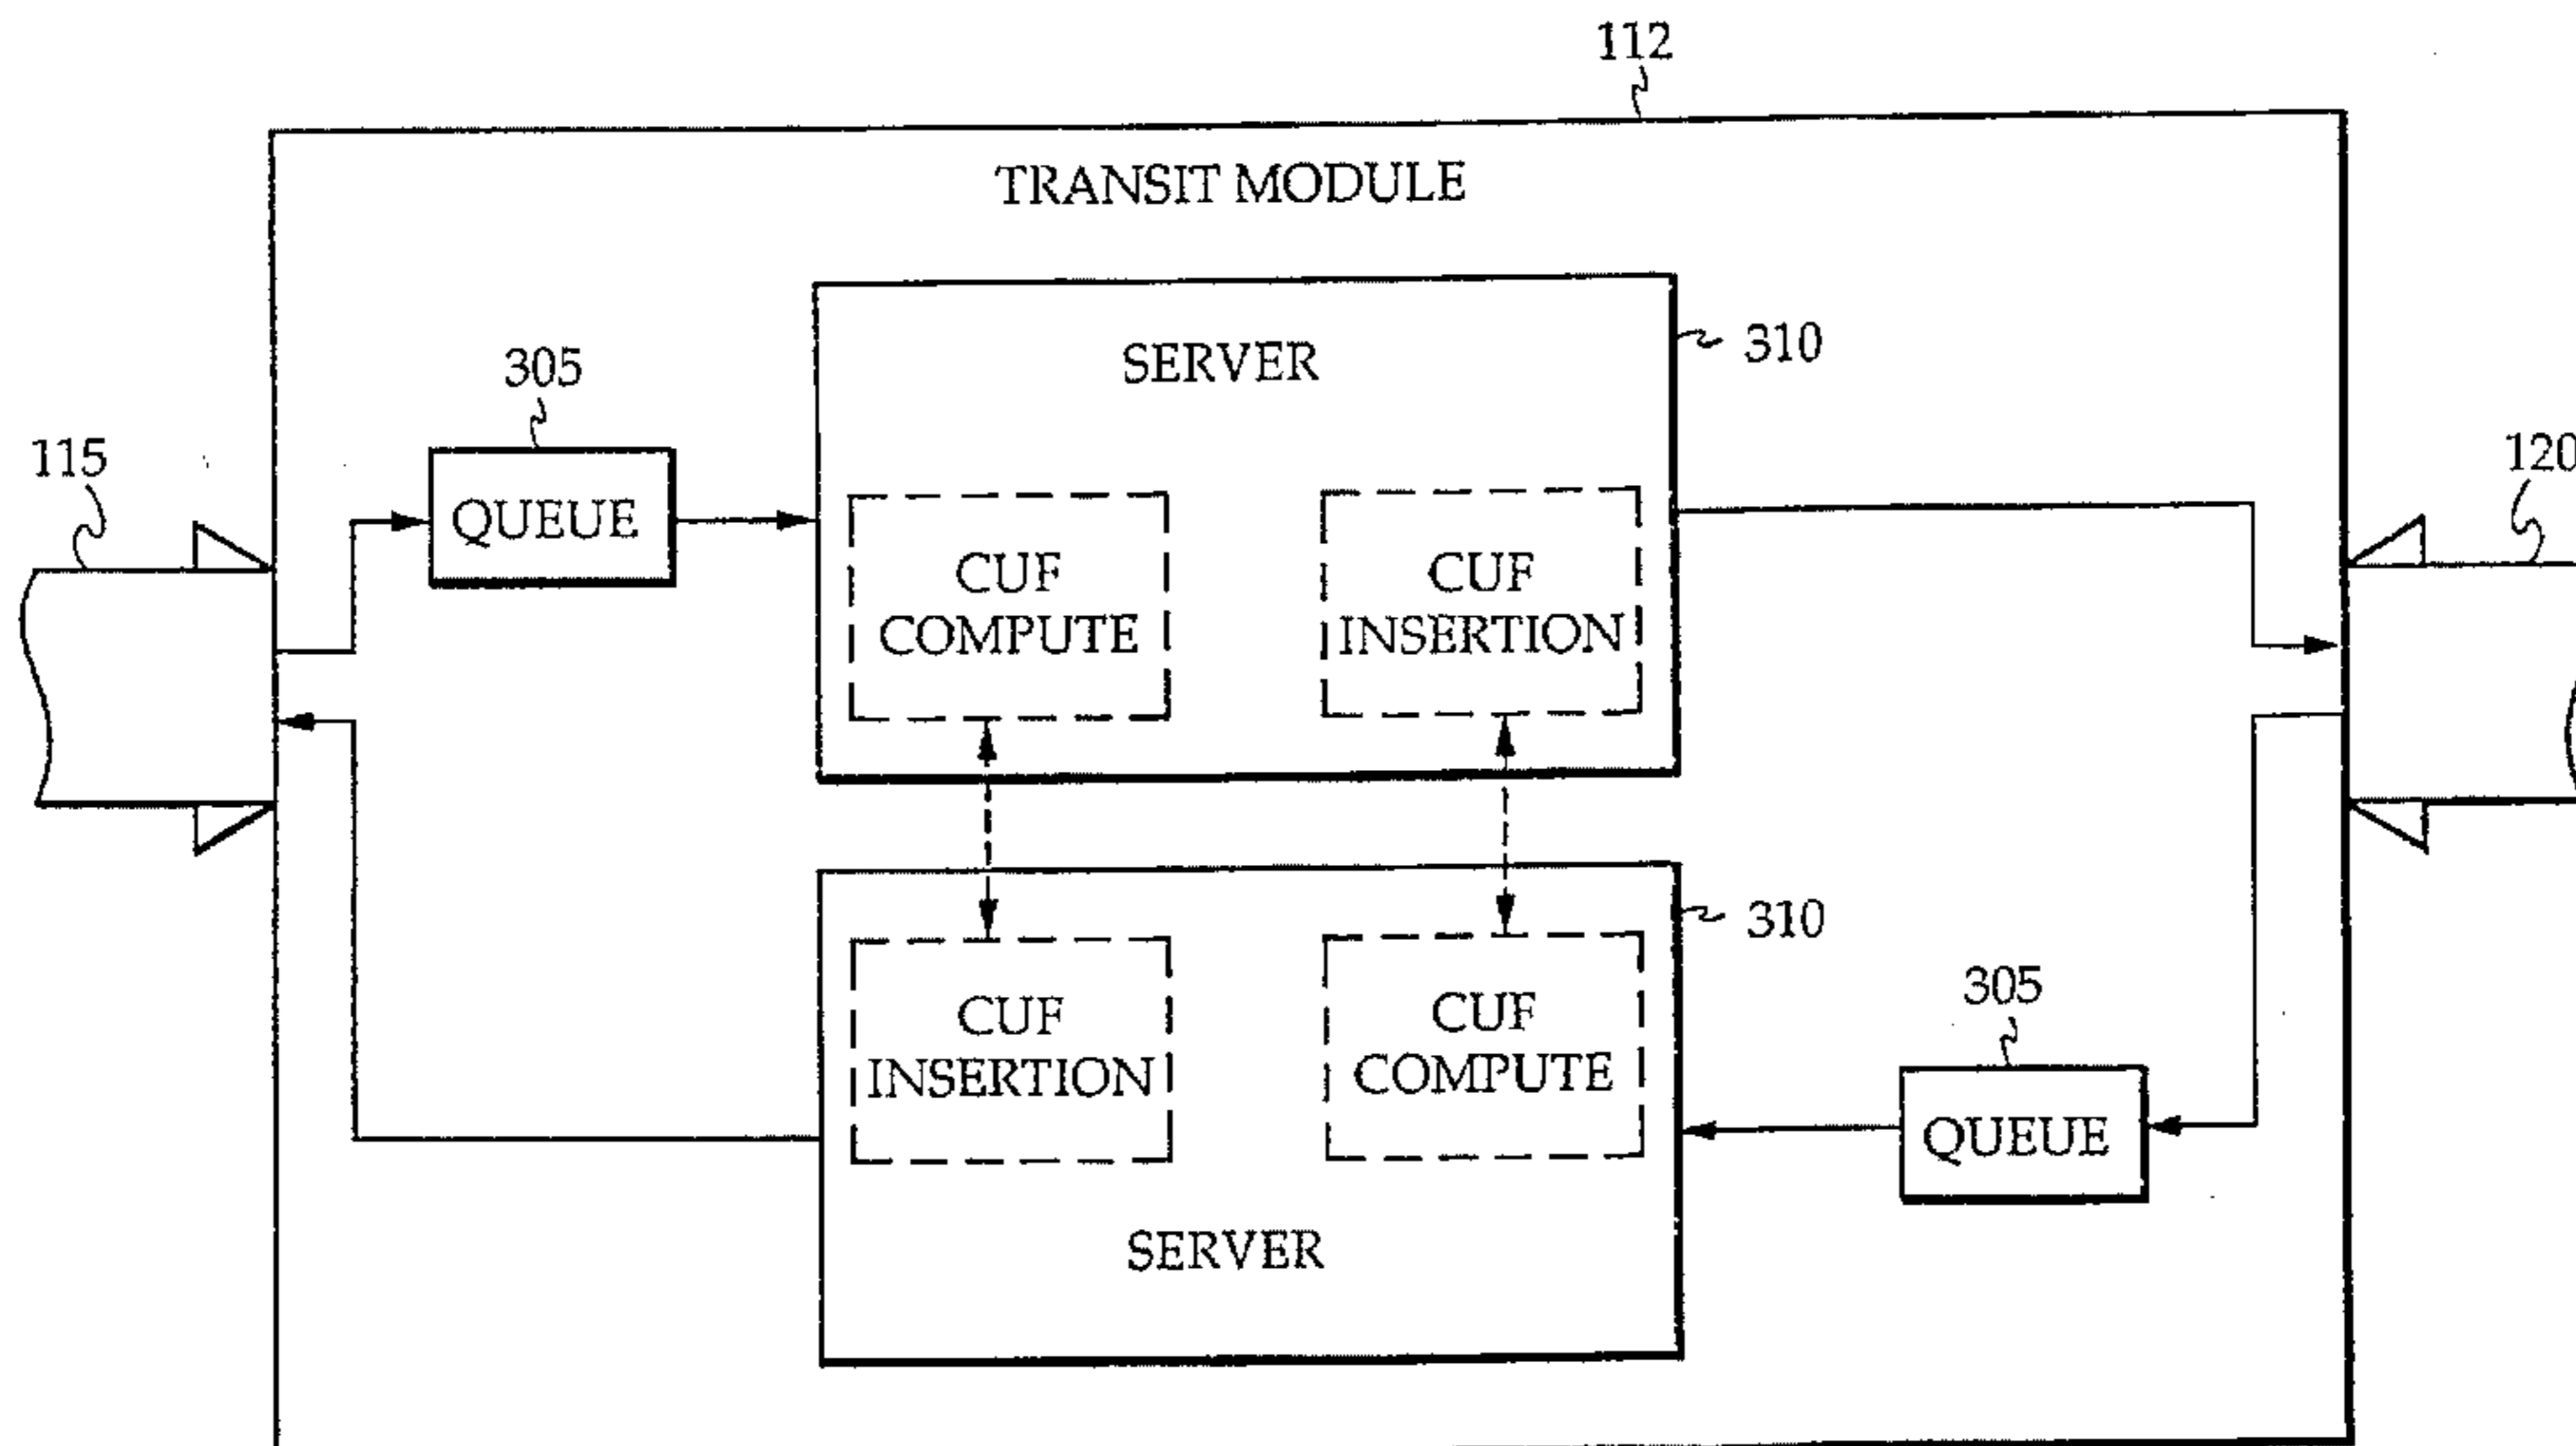 112
TRANSIT MODULE
SERVER
310
305
115
120
QUEUE
CUF
COMPUTE
CUF
INSERTION
310
CUF
INSERTION
CUF
COMPUTE
305
QUEUE
SERVER